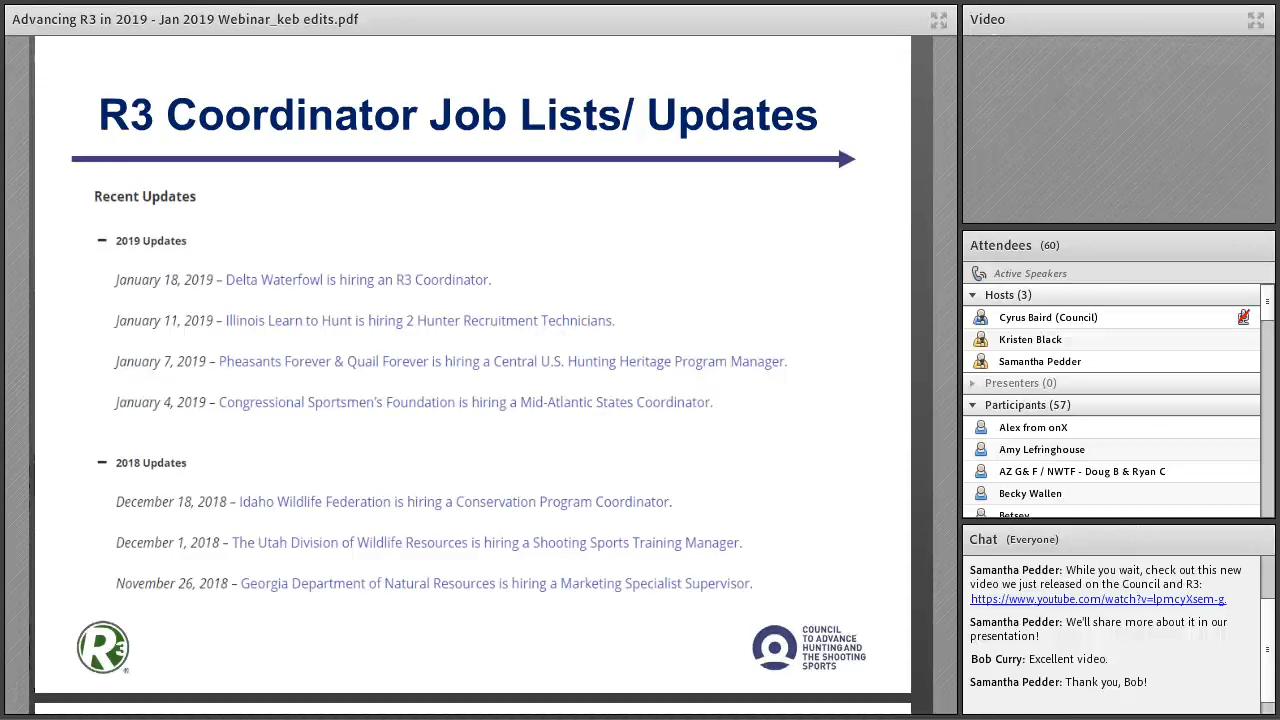 Advancing R3 in 2019 - Jan 2019 Webinar_keb edits.pdf
R3 Coordinator Job Lists/ Updates
Recent Updates
2019 Updates
January 18, 2019 – Delta Waterfowl is hiring an R3 Coordinator.
January 11, 2019 – Illinois Learn to Hunt is hiring 2 Hunter Recruitment Technicians.
January 7, 2019 – Pheasants Forever & Quail Forever is hiring a Central U.S. Hunting Heritage Program Manager.
January 4, 2019 – Congressional Sportsmen's Foundation is hiring a Mid-Atlantic States Coordinator.
2018 Updates
December 18, 2018 – Idaho Wildlife Federation is hiring a Conservation Program Coordinator.
December 1, 2018 – The Utah Division of Wildlife Resources is hiring a Shooting Sports Training Manager.
November 26, 2018 – Georgia Department of Natural Resources is hiring a Marketing Specialist Supervisor.
R3®
COUNCIL
TO ADVANCE
HUNTING AND
THE SHOOTING
SPORTS
Video
Attendees (60)
Active Speakers
Hosts (3)
Cyrus Baird (Council)
Kristen Black
Samantha Pedder
Presenters (0)
Participants (57)
Alex from onX
Amy Lefringhouse
AZ G& F / NWTF - Doug B & Ryan C
Becky Wallen
Betsey
Chat (Everyone)
Samantha Pedder: While you wait, check out this new
video we just released on the Council and R3:
https://www.youtube.com/watch?v=lpmcyXsem-g.
Samantha Pedder: We'll share more about it in our
presentation!
Bob Curry: Excellent video.
Samantha Pedder: Thank you, Bob!